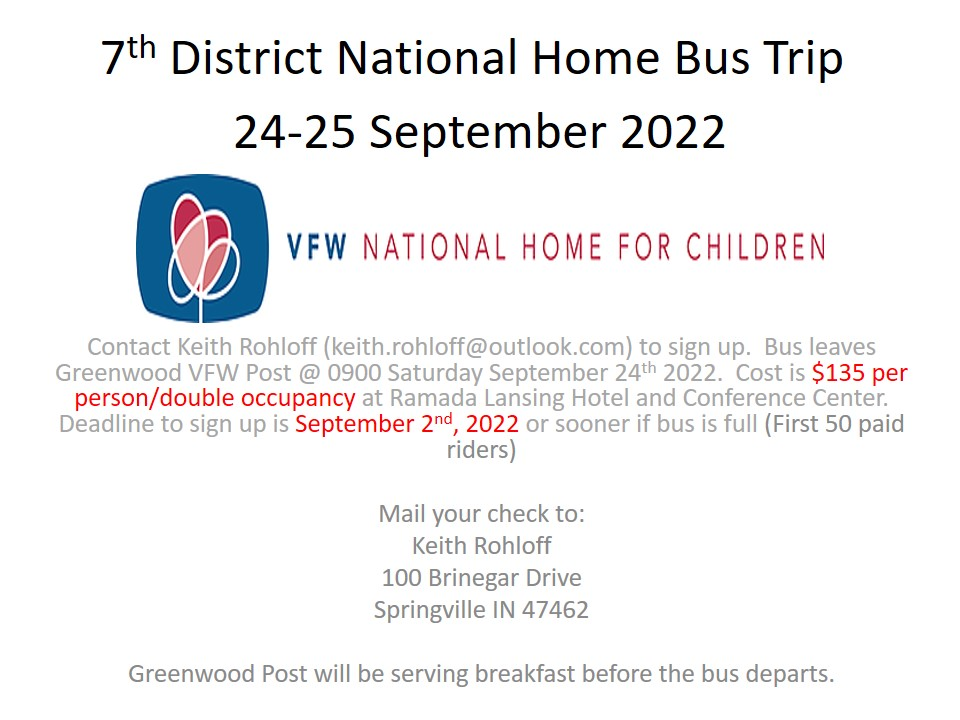 7th District National Home Bus Trip
24-25 September 2022
VFW NATIONAL HOME FOR CHILDREN
Contact Keith Rohloff (keith.rohloff@outlook.com) to sign up.  Bus leaves
Greenwood VFW Post @ 0900 Saturday September 24th 2022.  Cost is $135 per
person/double occupancy at Ramada Lansing Hotel and Conference Center.
Deadline to sign up is September 2nd, 2022 or sooner if bus is full (First 50 paid
riders)
Mail your check to:
Keith Rohloff
100 Brinegar Drive
Springville IN 47462
Greenwood Post will be serving breakfast before the bus departs.